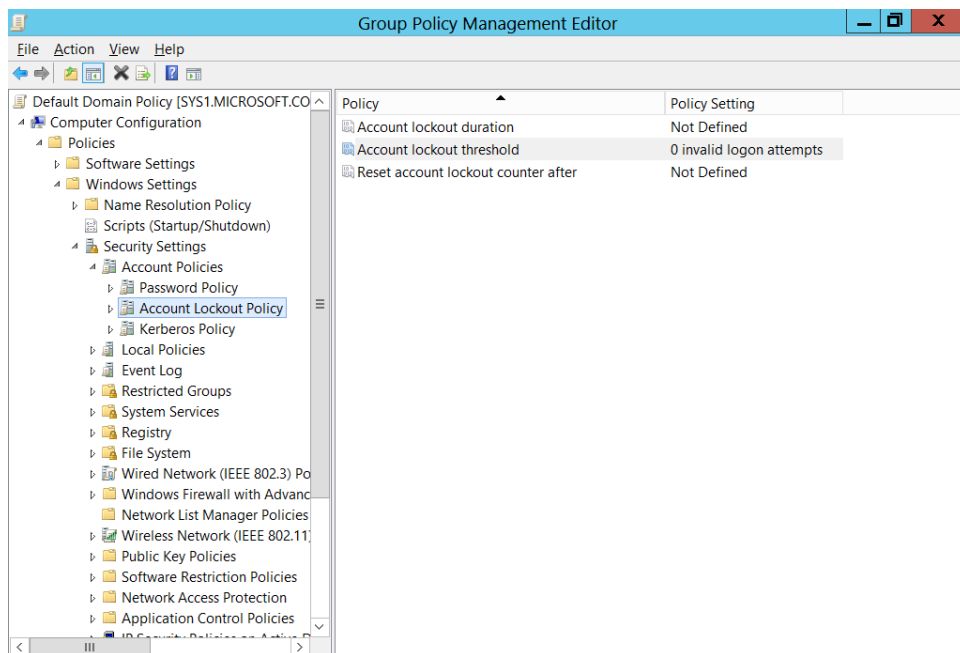 Group Policy Management Editor
File Action View Help
Default Domain Policy [SYS1.MICROSOFT.CO
Computer Configuration
Policies
Software Settings
Windows Settings
Name Resolution Policy
Scripts (Startup/Shutdown)
Security Settings
Account Policies
Password Policy
Account Lockout Policy
Kerberos Policy
Local Policies
Event Log
Restricted Groups
System Services
Registry
File System
Wired Network (IEEE 802.3) Po
Windows Firewall with Advanc
Network List Manager Policies
Wireless Network (IEEE 802.11)
Public Key Policies
Software Restriction Policies
Network Access Protection
Application Control Policies
IP Security Policies on Active D
Policy Policy Setting
Account lockout duration Not Defined
Account lockout threshold 0 invalid logon attempts
Reset account lockout counter after Not Defined